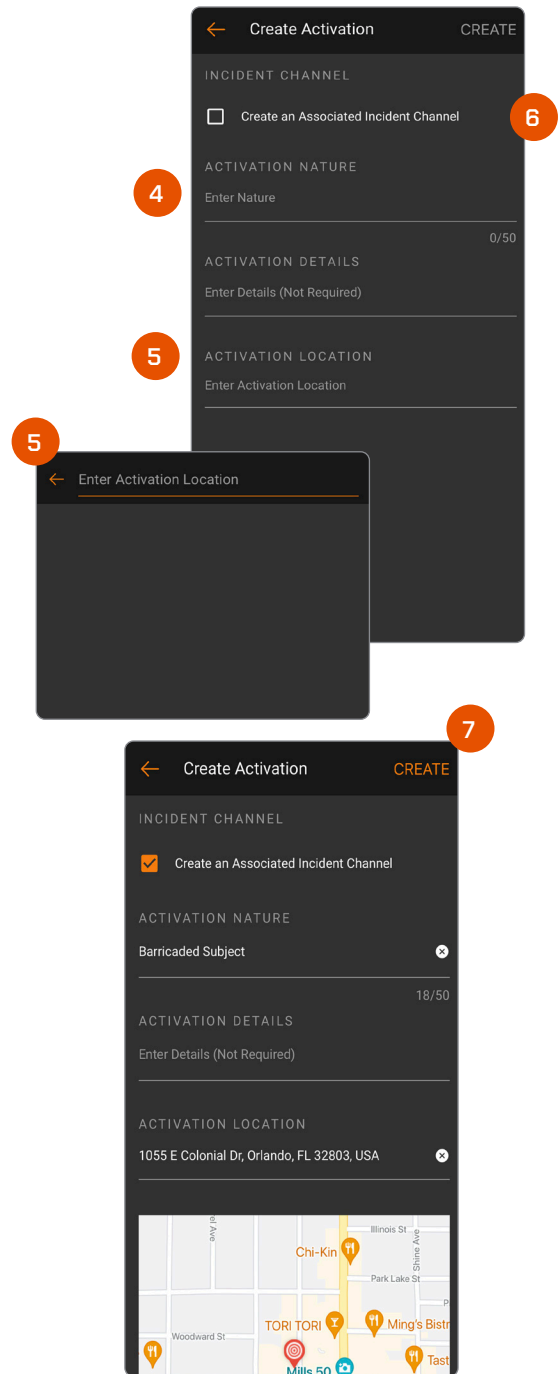 Create Activation CREATE
INCIDENT CHANNEL
Create an Associated Incident Channel
6
ACTIVATION NATURE
4
Enter Nature
0/50
ACTIVATION DETAILS
Enter Details (Not Required)
5
ACTIVATION LOCATION
Enter Activation Location
5
Enter Activation Location
7
Create Activation CREATE
INCIDENT CHANNEL
Create an Associated Incident Channel
ACTIVATION NATURE
Barricaded Subject
18/50
ACTIVATION DETAILS
Enter Details (Not Required)
ACTIVATION LOCATION
1055 E Colonial Dr, Orlando, FL 32803, USA
el Ave
Illinois St
Shine Ave
Chi-Kin
Park Lake St
P
TORI TORI
Ming's Bistr
Woodward St
Tast
Mills 50